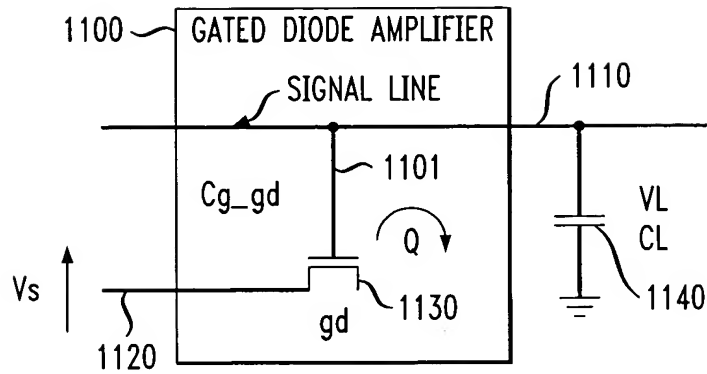 1100
GATED DIODE AMPLIFIER
SIGNAL LINE
1110
1101
Cg_gd
Q
VL
CL
Vs
1130
1140
gd
1120